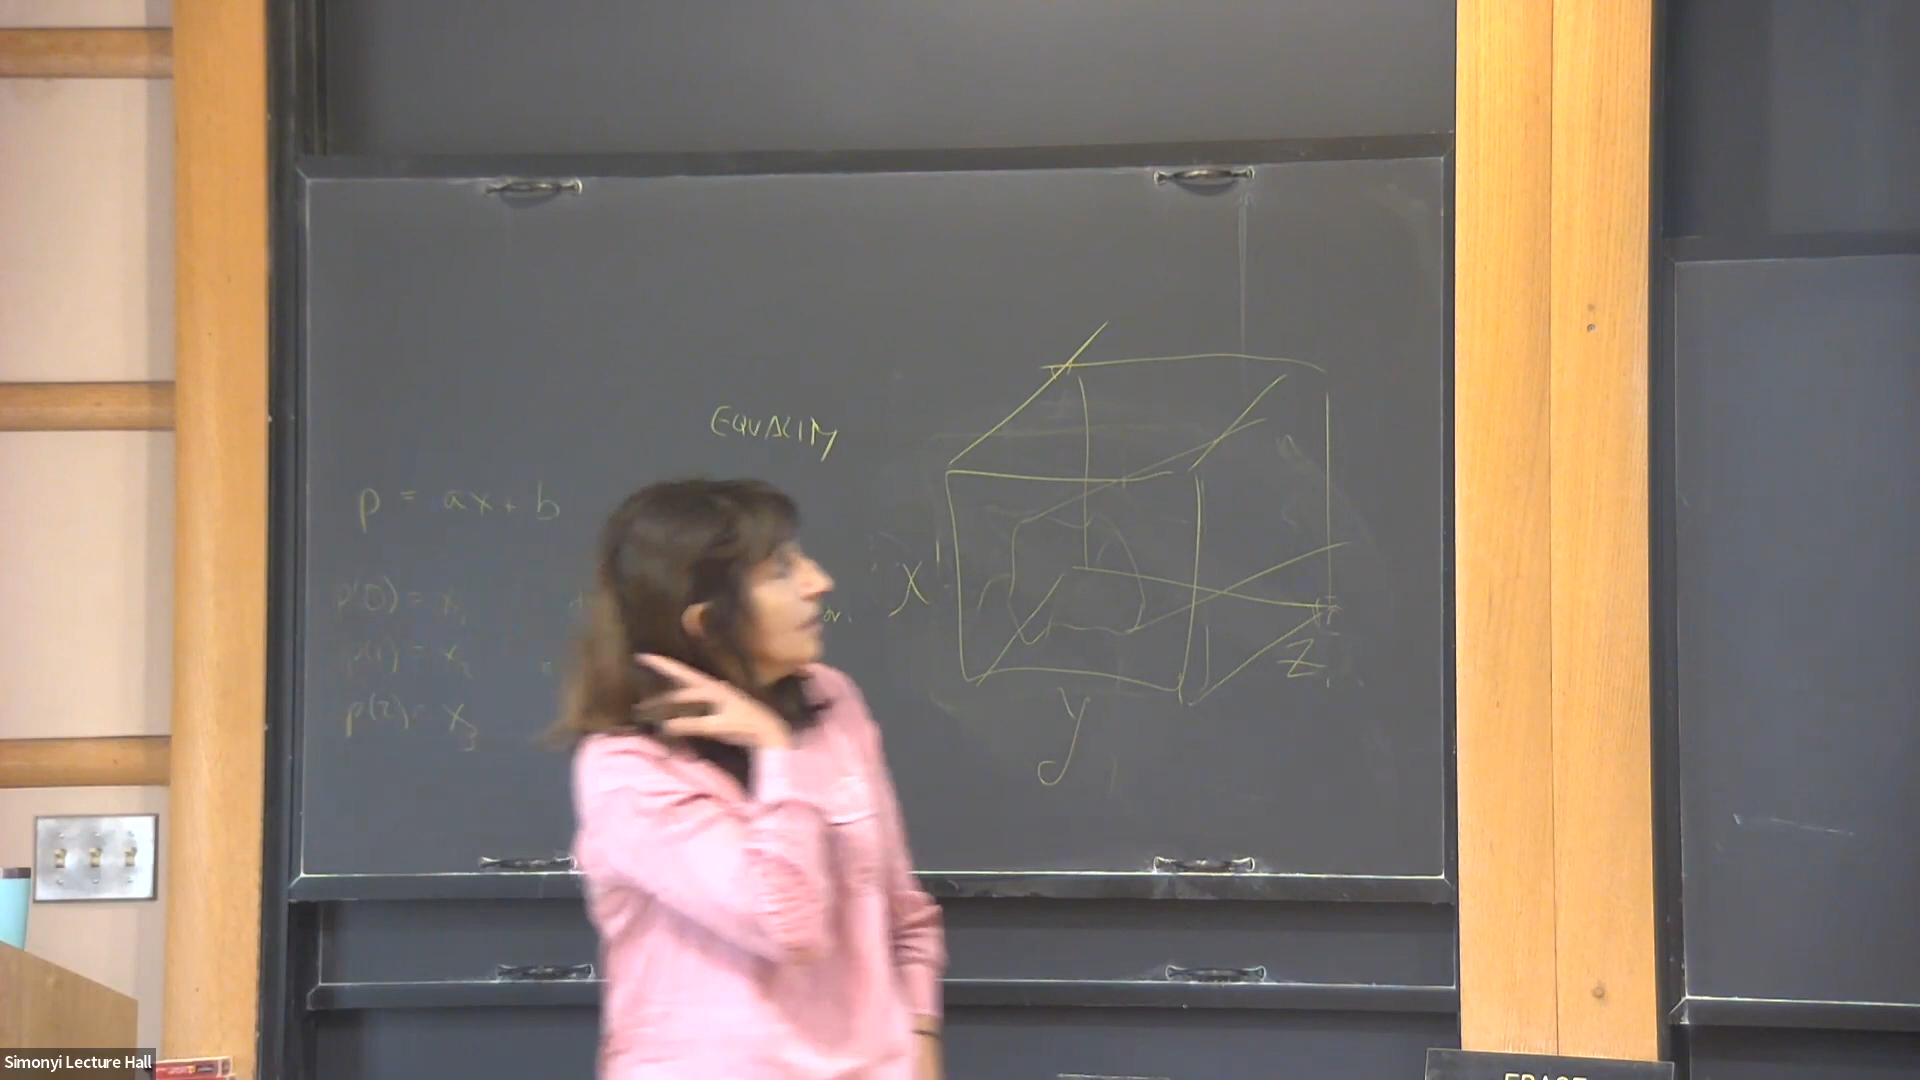 EQUALITY
p = ax + b
p(0) = x₁
p(1) = x₂
p(2) = x₃
X
y
Z
Simonyi Lecture Hall